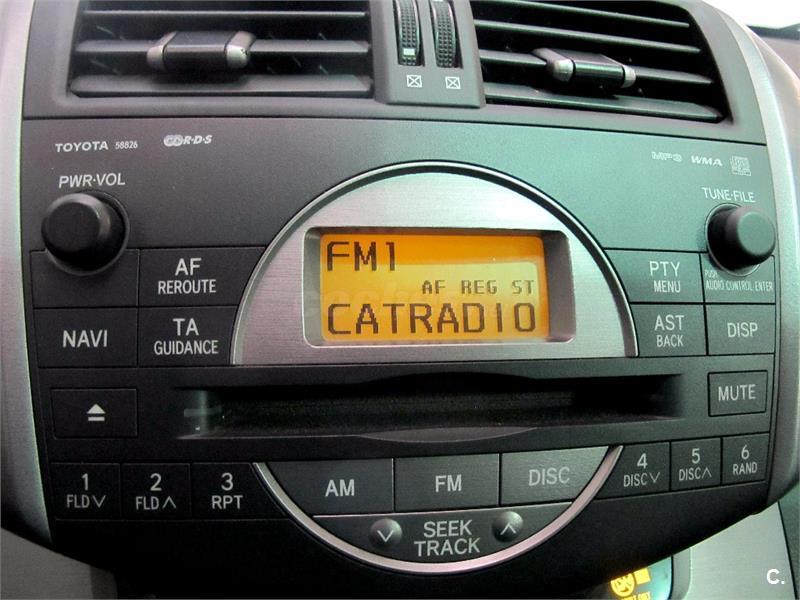 TOYOTA 58826
R·D·S
MP3 WMA
PWR·VOL
TUNE·FILE
FM1
AF REG ST
CATRADIO
AF
REROUTE
PTY
MENU
PUSH
AUDIO CONTROL ENTER
NAVI
TA
GUIDANCE
AST
BACK
DISP
MUTE
1
FLD ∨
2
FLD ∧
3
RPT
AM
FM
DISC
4
DISC ∨
5
DISC ∧
6
RAND
SEEK
TRACK
C.